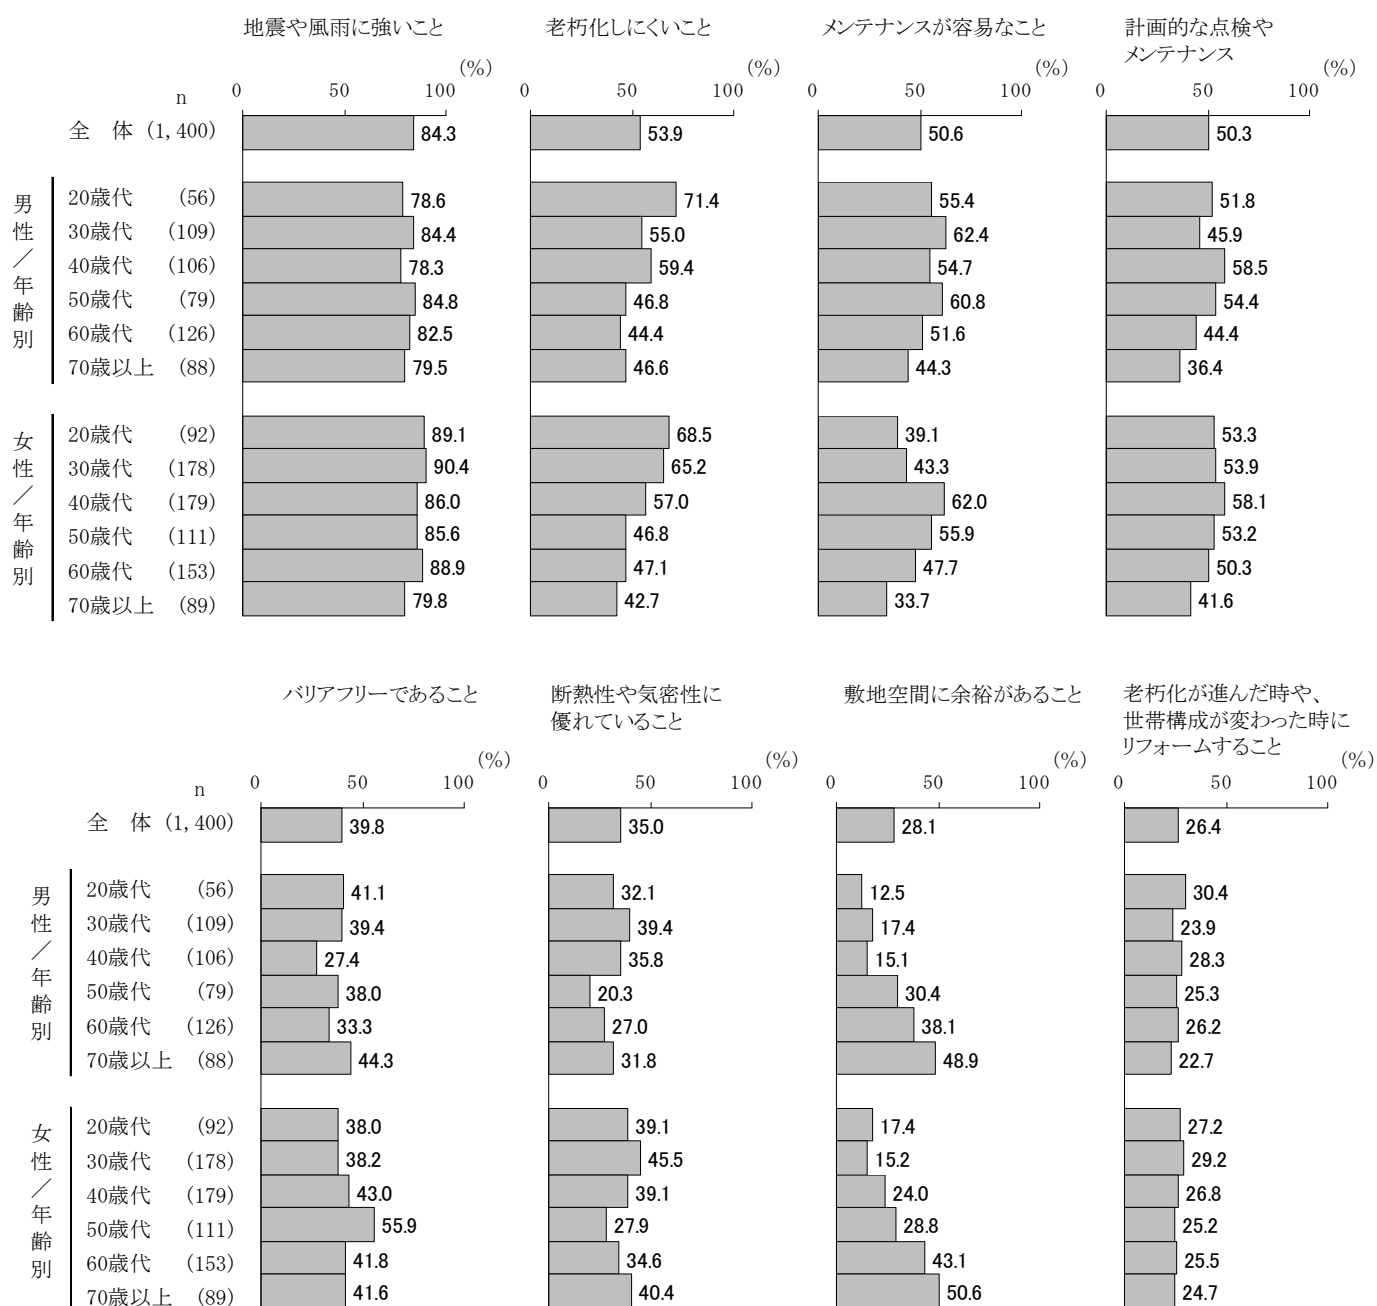 地震や風雨に強いこと 老朽化しにくいこと メンテナンスが容易なこと 計画的な点検や
メンテナンス
(%) (%) (%) (%)
n 0 50 100 0 50 100 0 50 100 0 50 100
全 体 (1,400) 84.3 53.9 50.6 50.3
男性／年齢別
20歳代 (56) 78.6 71.4 55.4 51.8
30歳代 (109) 84.4 55.0 62.4 45.9
40歳代 (106) 78.3 59.4 54.7 58.5
50歳代 (79) 84.8 46.8 60.8 54.4
60歳代 (126) 82.5 44.4 51.6 44.4
70歳以上 (88) 79.5 46.6 44.3 36.4
女性／年齢別
20歳代 (92) 89.1 68.5 39.1 53.3
30歳代 (178) 90.4 65.2 43.3 53.9
40歳代 (179) 86.0 57.0 62.0 58.1
50歳代 (111) 85.6 46.8 55.9 53.2
60歳代 (153) 88.9 47.1 47.7 50.3
70歳以上 (89) 79.8 42.7 33.7 41.6
バリアフリーであること 断熱性や気密性に 敷地空間に余裕があること 老朽化が進んだ時や、
優れていること 世帯構成が変わった時に
リフォームすること
(%) (%) (%) (%)
n 0 50 100 0 50 100 0 50 100 0 50 100
全 体 (1,400) 39.8 35.0 28.1 26.4
男性／年齢別
20歳代 (56) 41.1 32.1 12.5 30.4
30歳代 (109) 39.4 39.4 17.4 23.9
40歳代 (106) 27.4 35.8 15.1 28.3
50歳代 (79) 38.0 20.3 30.4 25.3
60歳代 (126) 33.3 27.0 38.1 26.2
70歳以上 (88) 44.3 31.8 48.9 22.7
女性／年齢別
20歳代 (92) 38.0 39.1 17.4 27.2
30歳代 (178) 38.2 45.5 15.2 29.2
40歳代 (179) 43.0 39.1 24.0 26.8
50歳代 (111) 55.9 27.9 28.8 25.2
60歳代 (153) 41.8 34.6 43.1 25.5
70歳以上 (89) 41.6 40.4 50.6 24.7